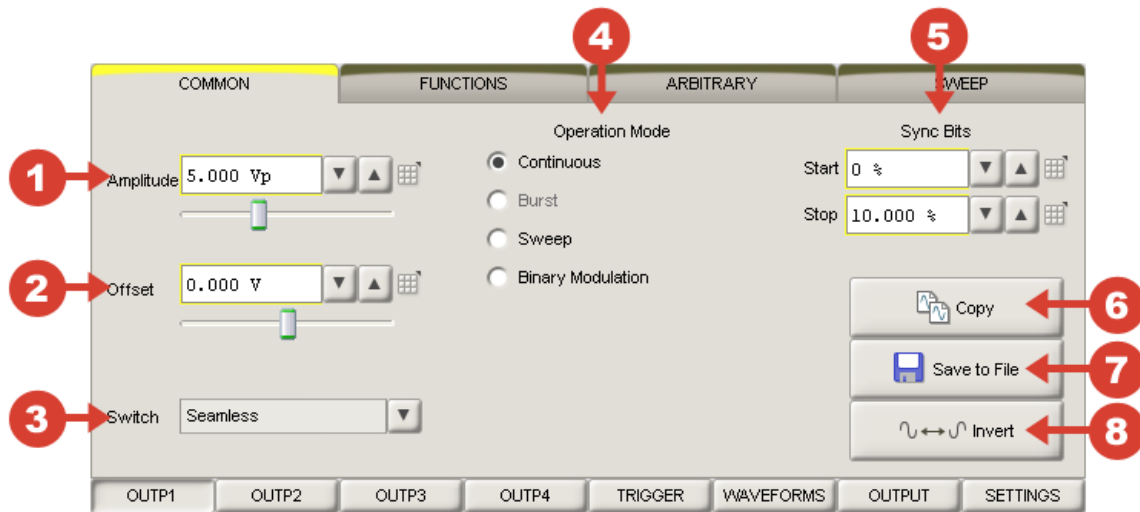 4 5
COMMON FUNCTIONS ARBITRARY
Operation Mode Sync Bits
1 Amplitude 5.000 Vp Continuous Start 0 %
Burst Stop 10.000 %
Sweep
2 Offset 0.000 V Binary Modulation
Copy 6
Save to File 7
3 Switch Seamless Invert 8
OUTP1 OUTP2 OUTP3 OUTP4 TRIGGER WAVEFORMS OUTPUT SETTINGS